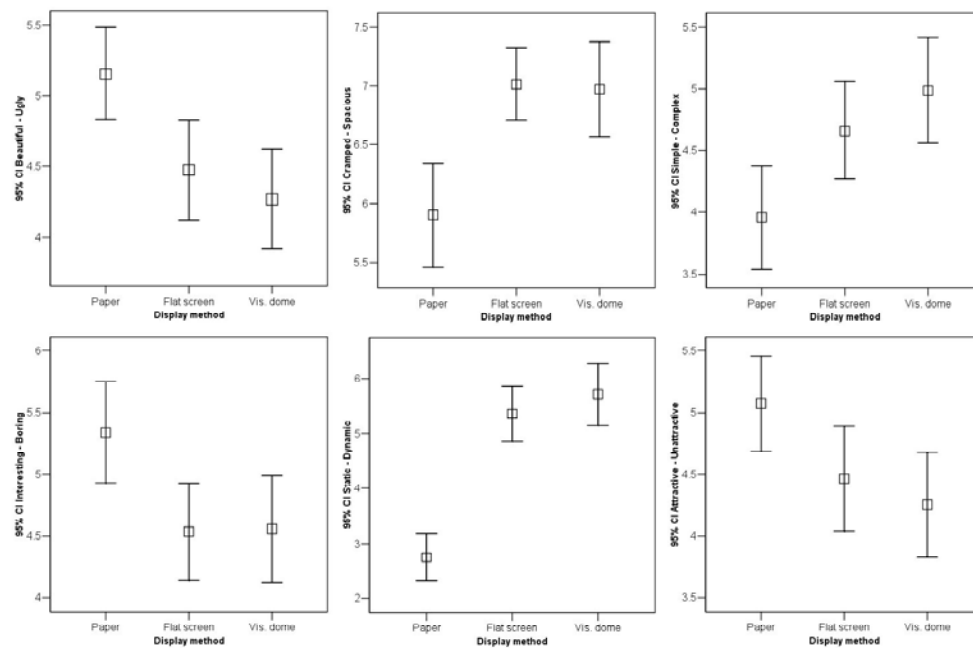 95% CI Beautiful - Ugly
5.5
5
4.5
4
Paper Flat screen Vis. dome
Display method
95% CI Cramped - Spacious
7.5
7
6.5
6
5.5
Paper Flat screen Vis. dome
Display method
95% CI Simple - Complex
5.5
5
4.5
4
3.5
Paper Flat screen Vis. dome
Display method
95% CI Interesting - Boring
6
5.5
5
4.5
4
Paper Flat screen Vis. dome
Display method
95% CI Static - Dynamic
6
5
4
3
2
Paper Flat screen Vis. dome
Display method
95% CI Attractive - Unattractive
5.5
5
4.5
4
3.5
Paper Flat screen Vis. dome
Display method